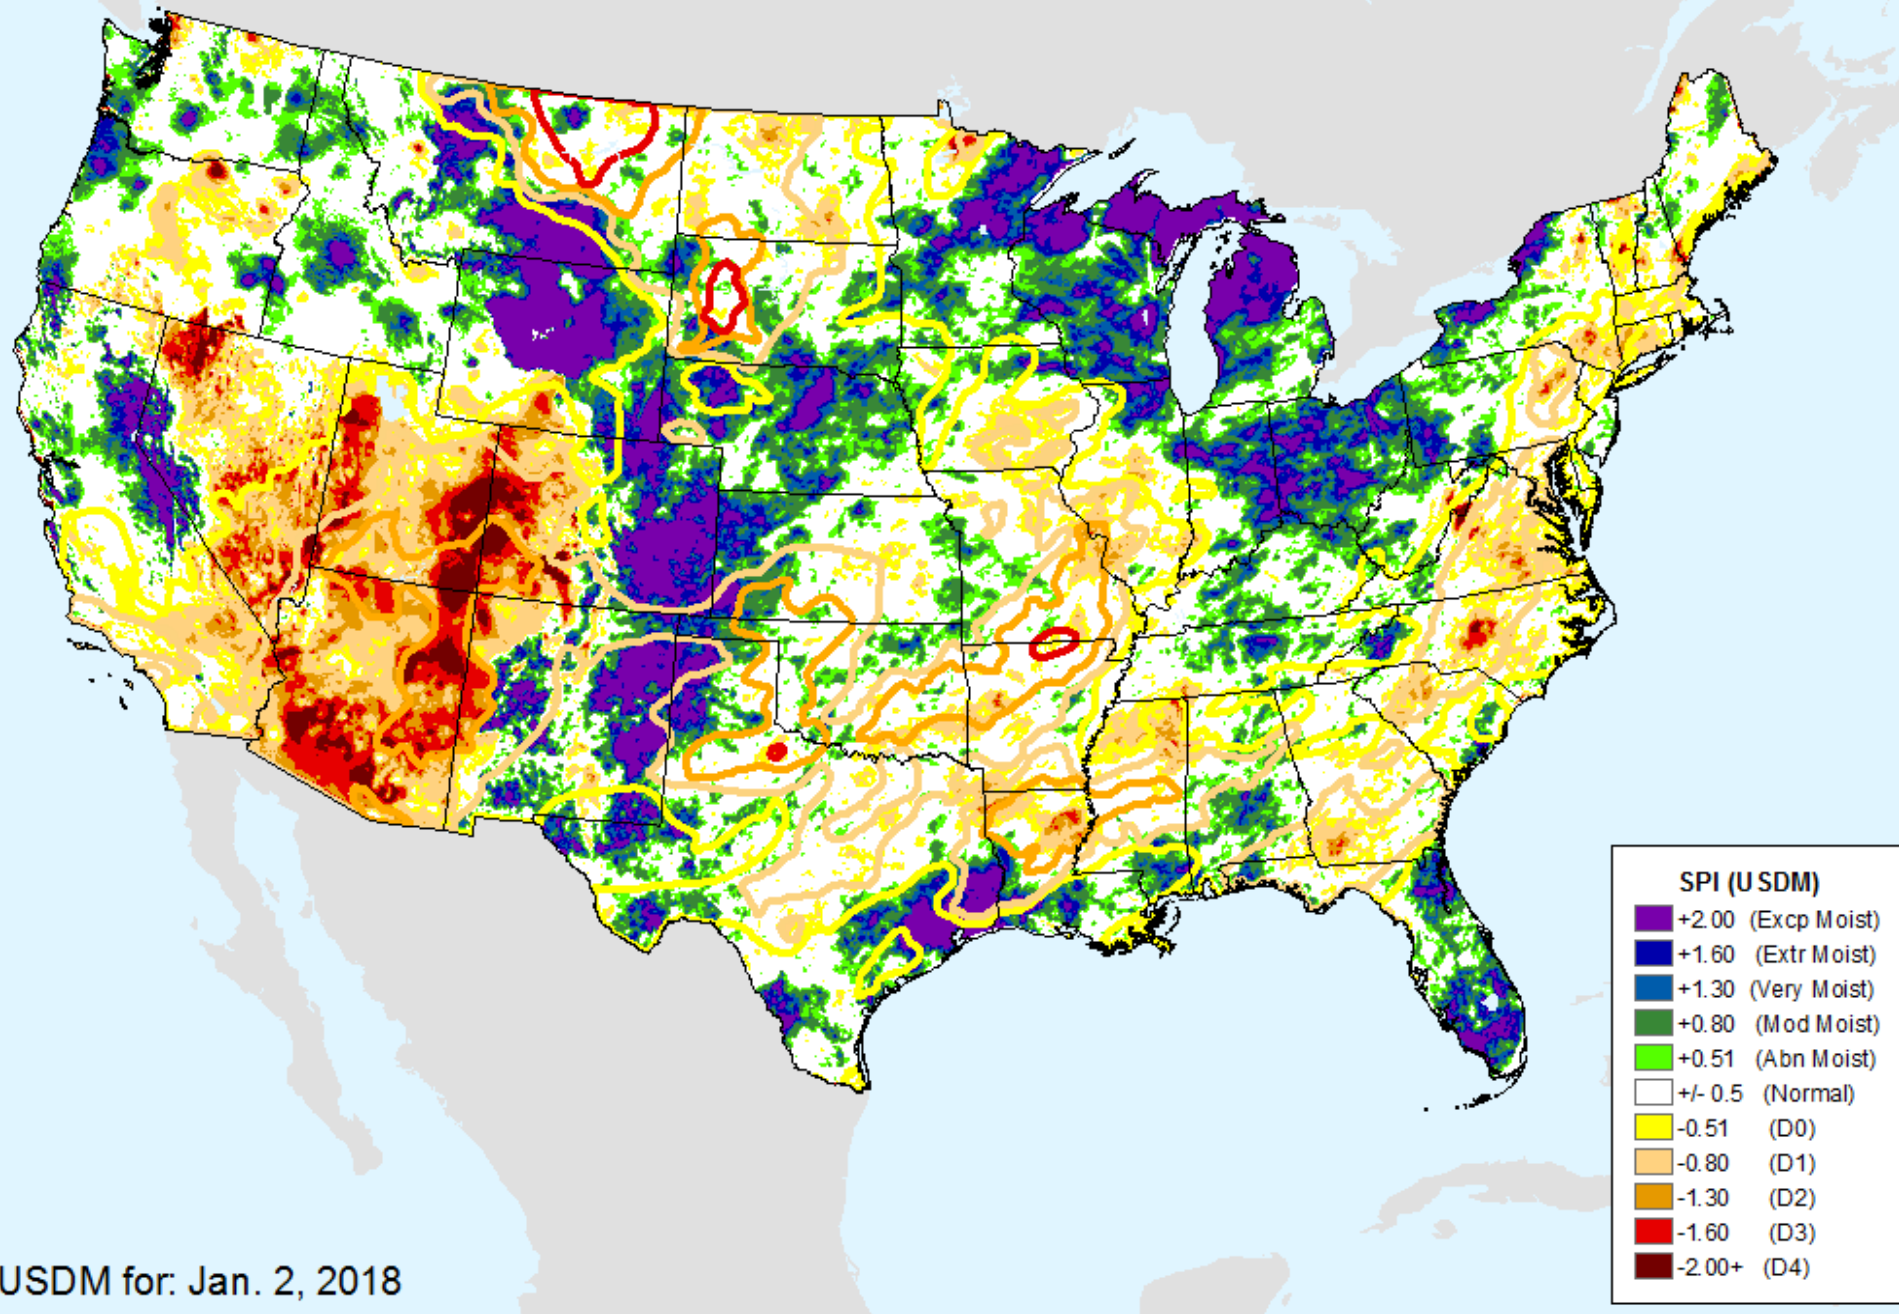 SPI (USDM)
+2.00 (Excp Moist)
+1.60 (Extr Moist)
+1.30 (Very Moist)
+0.80 (Mod Moist)
+0.51 (Abn Moist)
+/- 0.5 (Normal)
-0.51 (D0)
-0.80 (D1)
-1.30 (D2)
-1.60 (D3)
-2.00+ (D4)
USDM for: Jan. 2, 2018